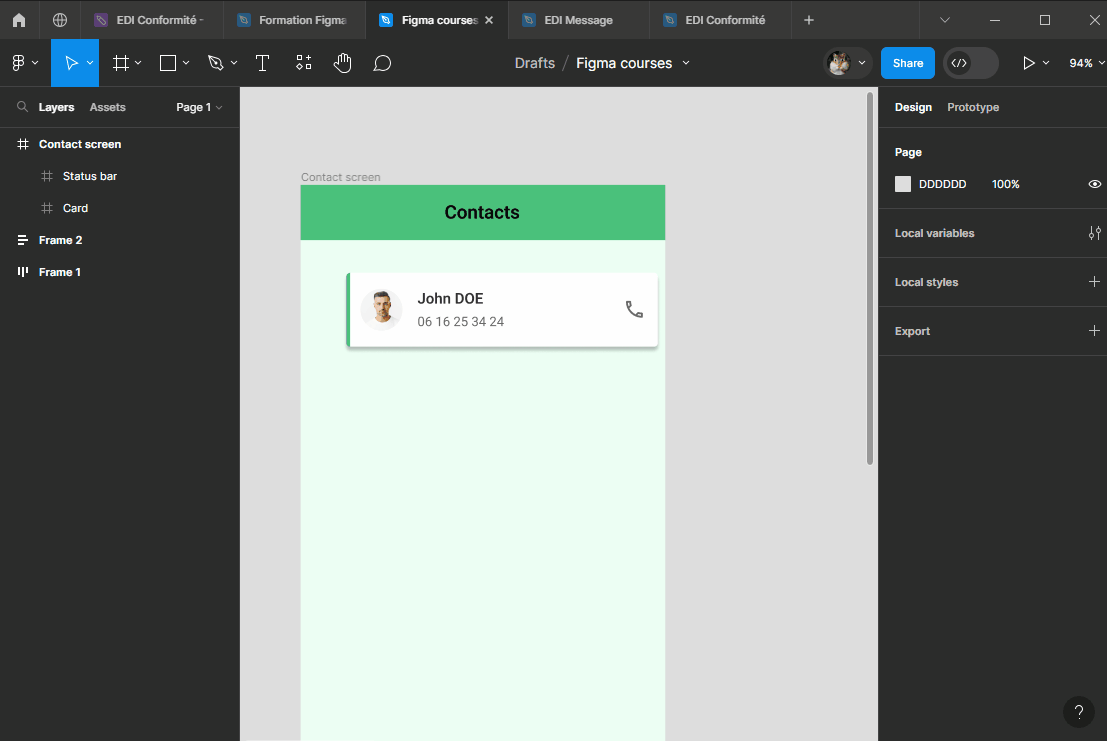 EDI Conformité -
Formation Figma
Figma courses
EDI Message
EDI Conformité
Drafts / Figma courses
Share
94%
Layers
Assets
Page 1
Design
Prototype
Contact screen
Status bar
Card
Frame 2
Frame 1
Contact screen
Contacts
John DOE
06 16 25 34 24
Page
DDDDDD
100%
Local variables
Local styles
Export
?